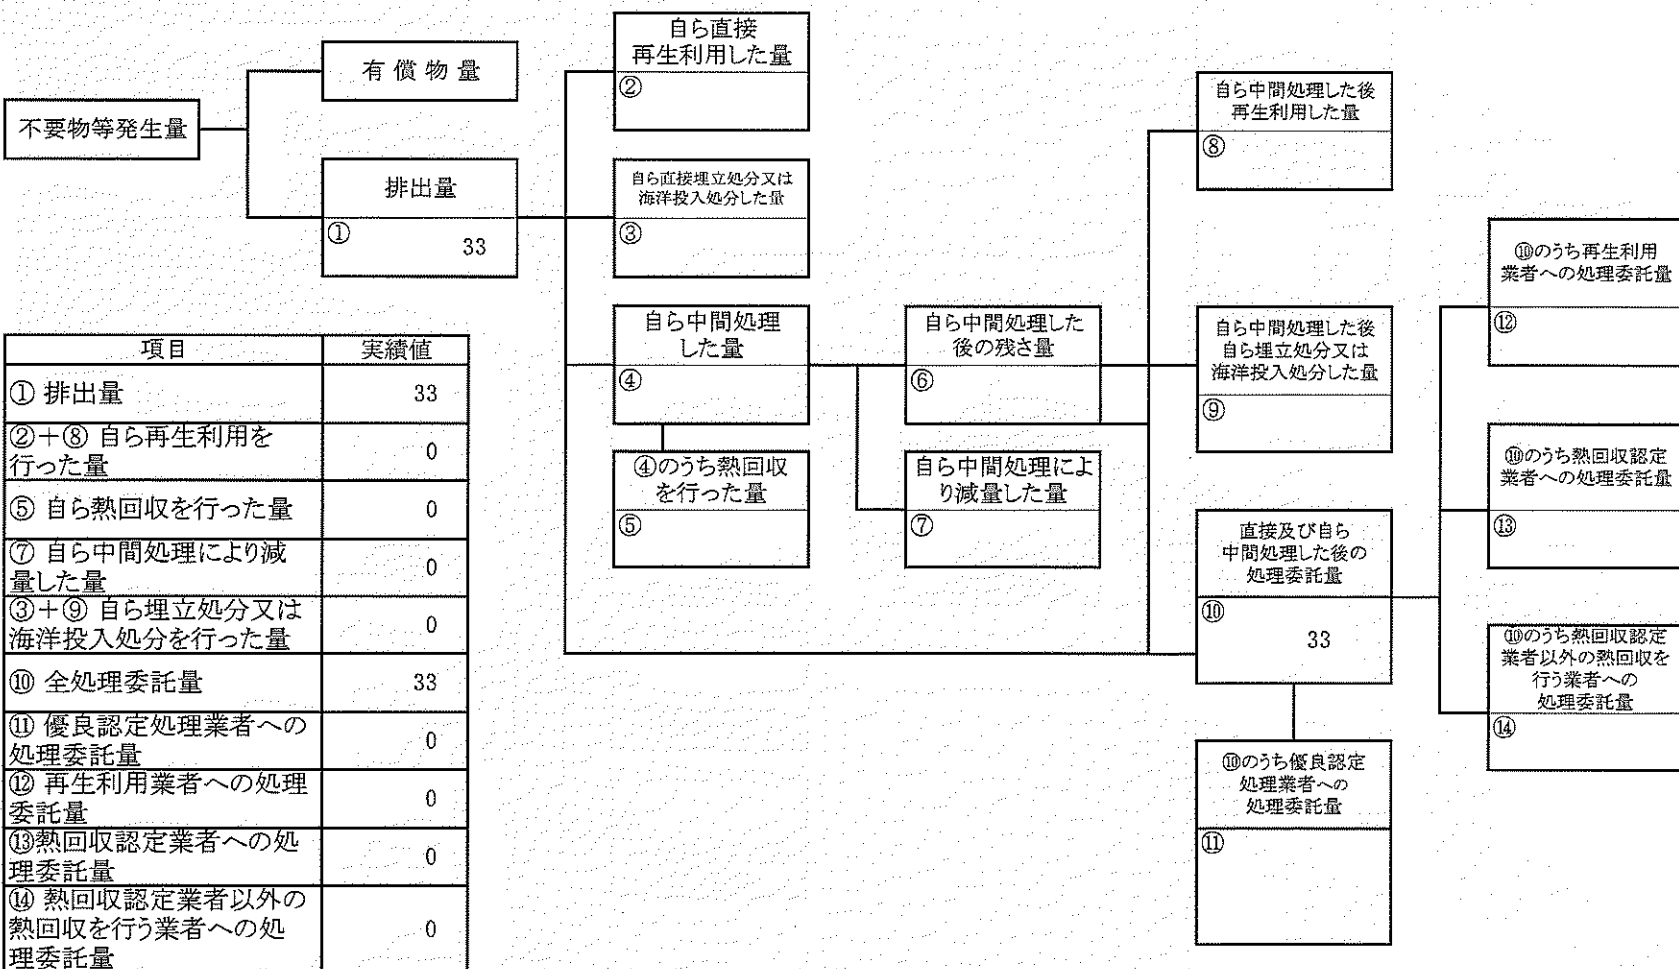 不要物等発生量
有償物量
排出量
①
33
自ら直接
再生利用した量
②
自ら直接埋立処分又は
海洋投入処分した量
③
自ら中間処理
した量
④
④のうち熱回収
を行った量
⑤
自ら中間処理した
後の残さ量
⑥
自ら中間処理によ
り減量した量
⑦
自ら中間処理した後
再生利用した量
⑧
自ら中間処理した後
自ら埋立処分又は
海洋投入処分した量
⑨
直接及び自ら
中間処理した後の
処理委託量
⑩
33
⑩のうち優良認定
処理業者への
処理委託量
⑪
⑩のうち再生利用
業者への処理委託量
⑫
⑩のうち熱回収認定
業者への処理委託量
⑬
⑩のうち熱回収認定
業者以外の熱回収を
行う業者への
処理委託量
⑭
項目 実績値
① 排出量 33
②+⑧ 自ら再生利用を
行った量 0
⑤ 自ら熱回収を行った量 0
⑦ 自ら中間処理により減
量した量 0
③+⑨ 自ら埋立処分又は
海洋投入処分を行った量 0
⑩ 全処理委託量 33
⑪ 優良認定処理業者への
処理委託量 0
⑫ 再生利用業者への処理
委託量 0
⑬熱回収認定業者への処
理委託量 0
⑭ 熱回収認定業者以外の
熱回収を行う業者への処
理委託量 0